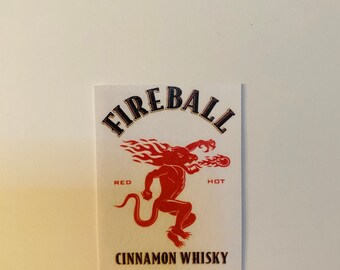 FIREBALL
RED HOT
CINNAMON WHISKY